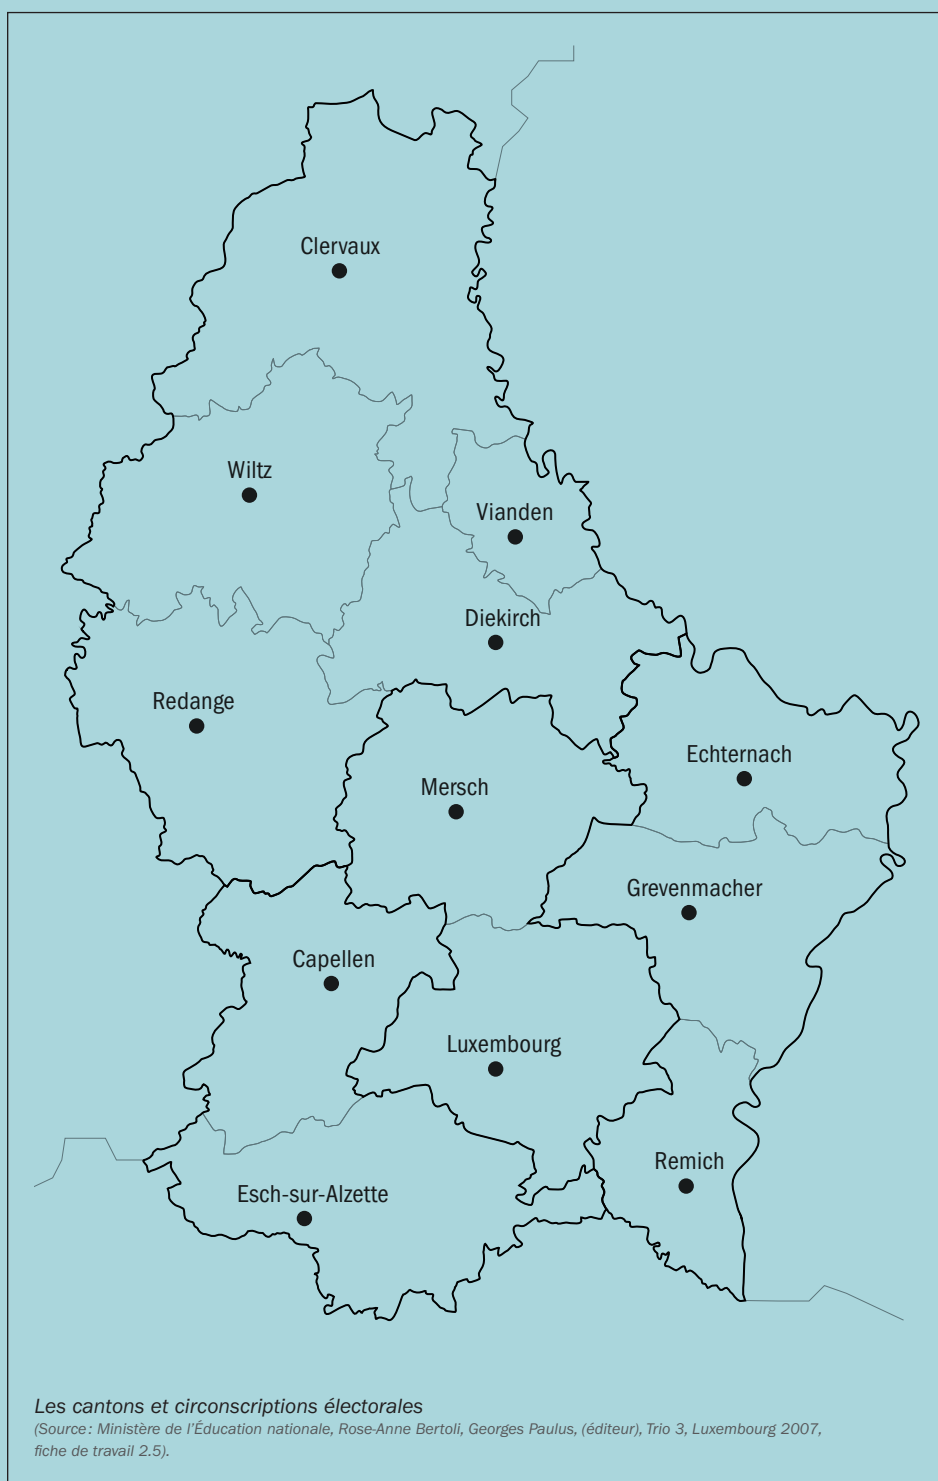 Clervaux
Wiltz
Vianden
Diekirch
Redange
Echternach
Mersch
Grevenmacher
Capellen
Luxembourg
Remich
Esch-sur-Alzette
Les cantons et circonscriptions électorales
(Source : Ministère de l'Éducation nationale, Rose-Anne Bertoli, Georges Paulus, (éditeur), Trio 3, Luxembourg 2007,
fiche de travail 2.5).